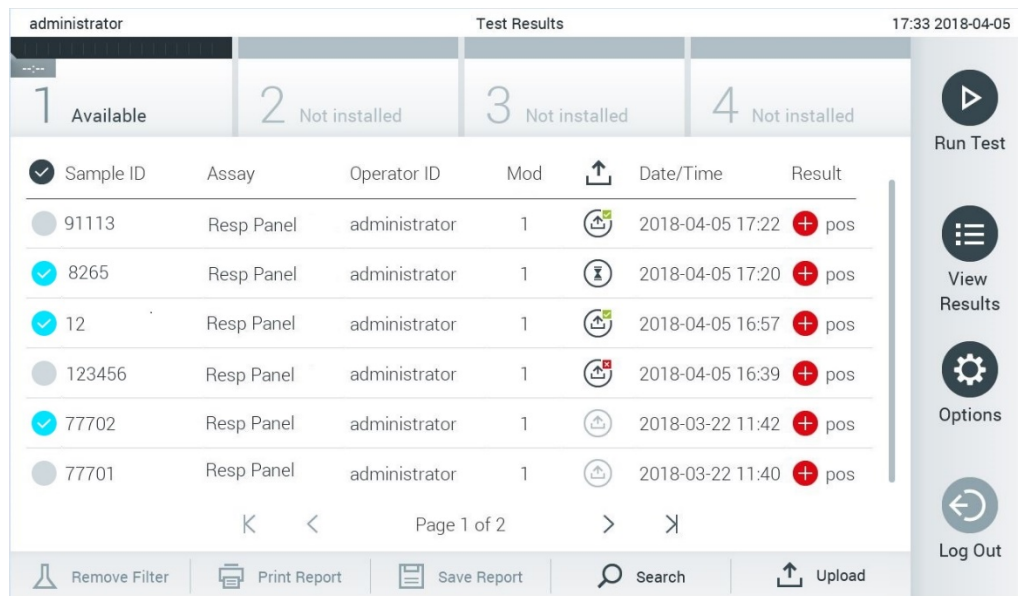 administrator Test Results 17:33 2018-04-05
--:--
1 Available 2 Not installed 3 Not installed 4 Not installed
Run Test
Sample ID Assay Operator ID Mod Date/Time Result
91113 Resp Panel administrator 1 2018-04-05 17:22 pos
8265 Resp Panel administrator 1 2018-04-05 17:20 pos
View
Results
12 Resp Panel administrator 1 2018-04-05 16:57 pos
123456 Resp Panel administrator 1 2018-04-05 16:39 pos
Options
77702 Resp Panel administrator 1 2018-03-22 11:42 pos
77701 Resp Panel administrator 1 2018-03-22 11:40 pos
Page 1 of 2
Log Out
Remove Filter Print Report Save Report Search Upload